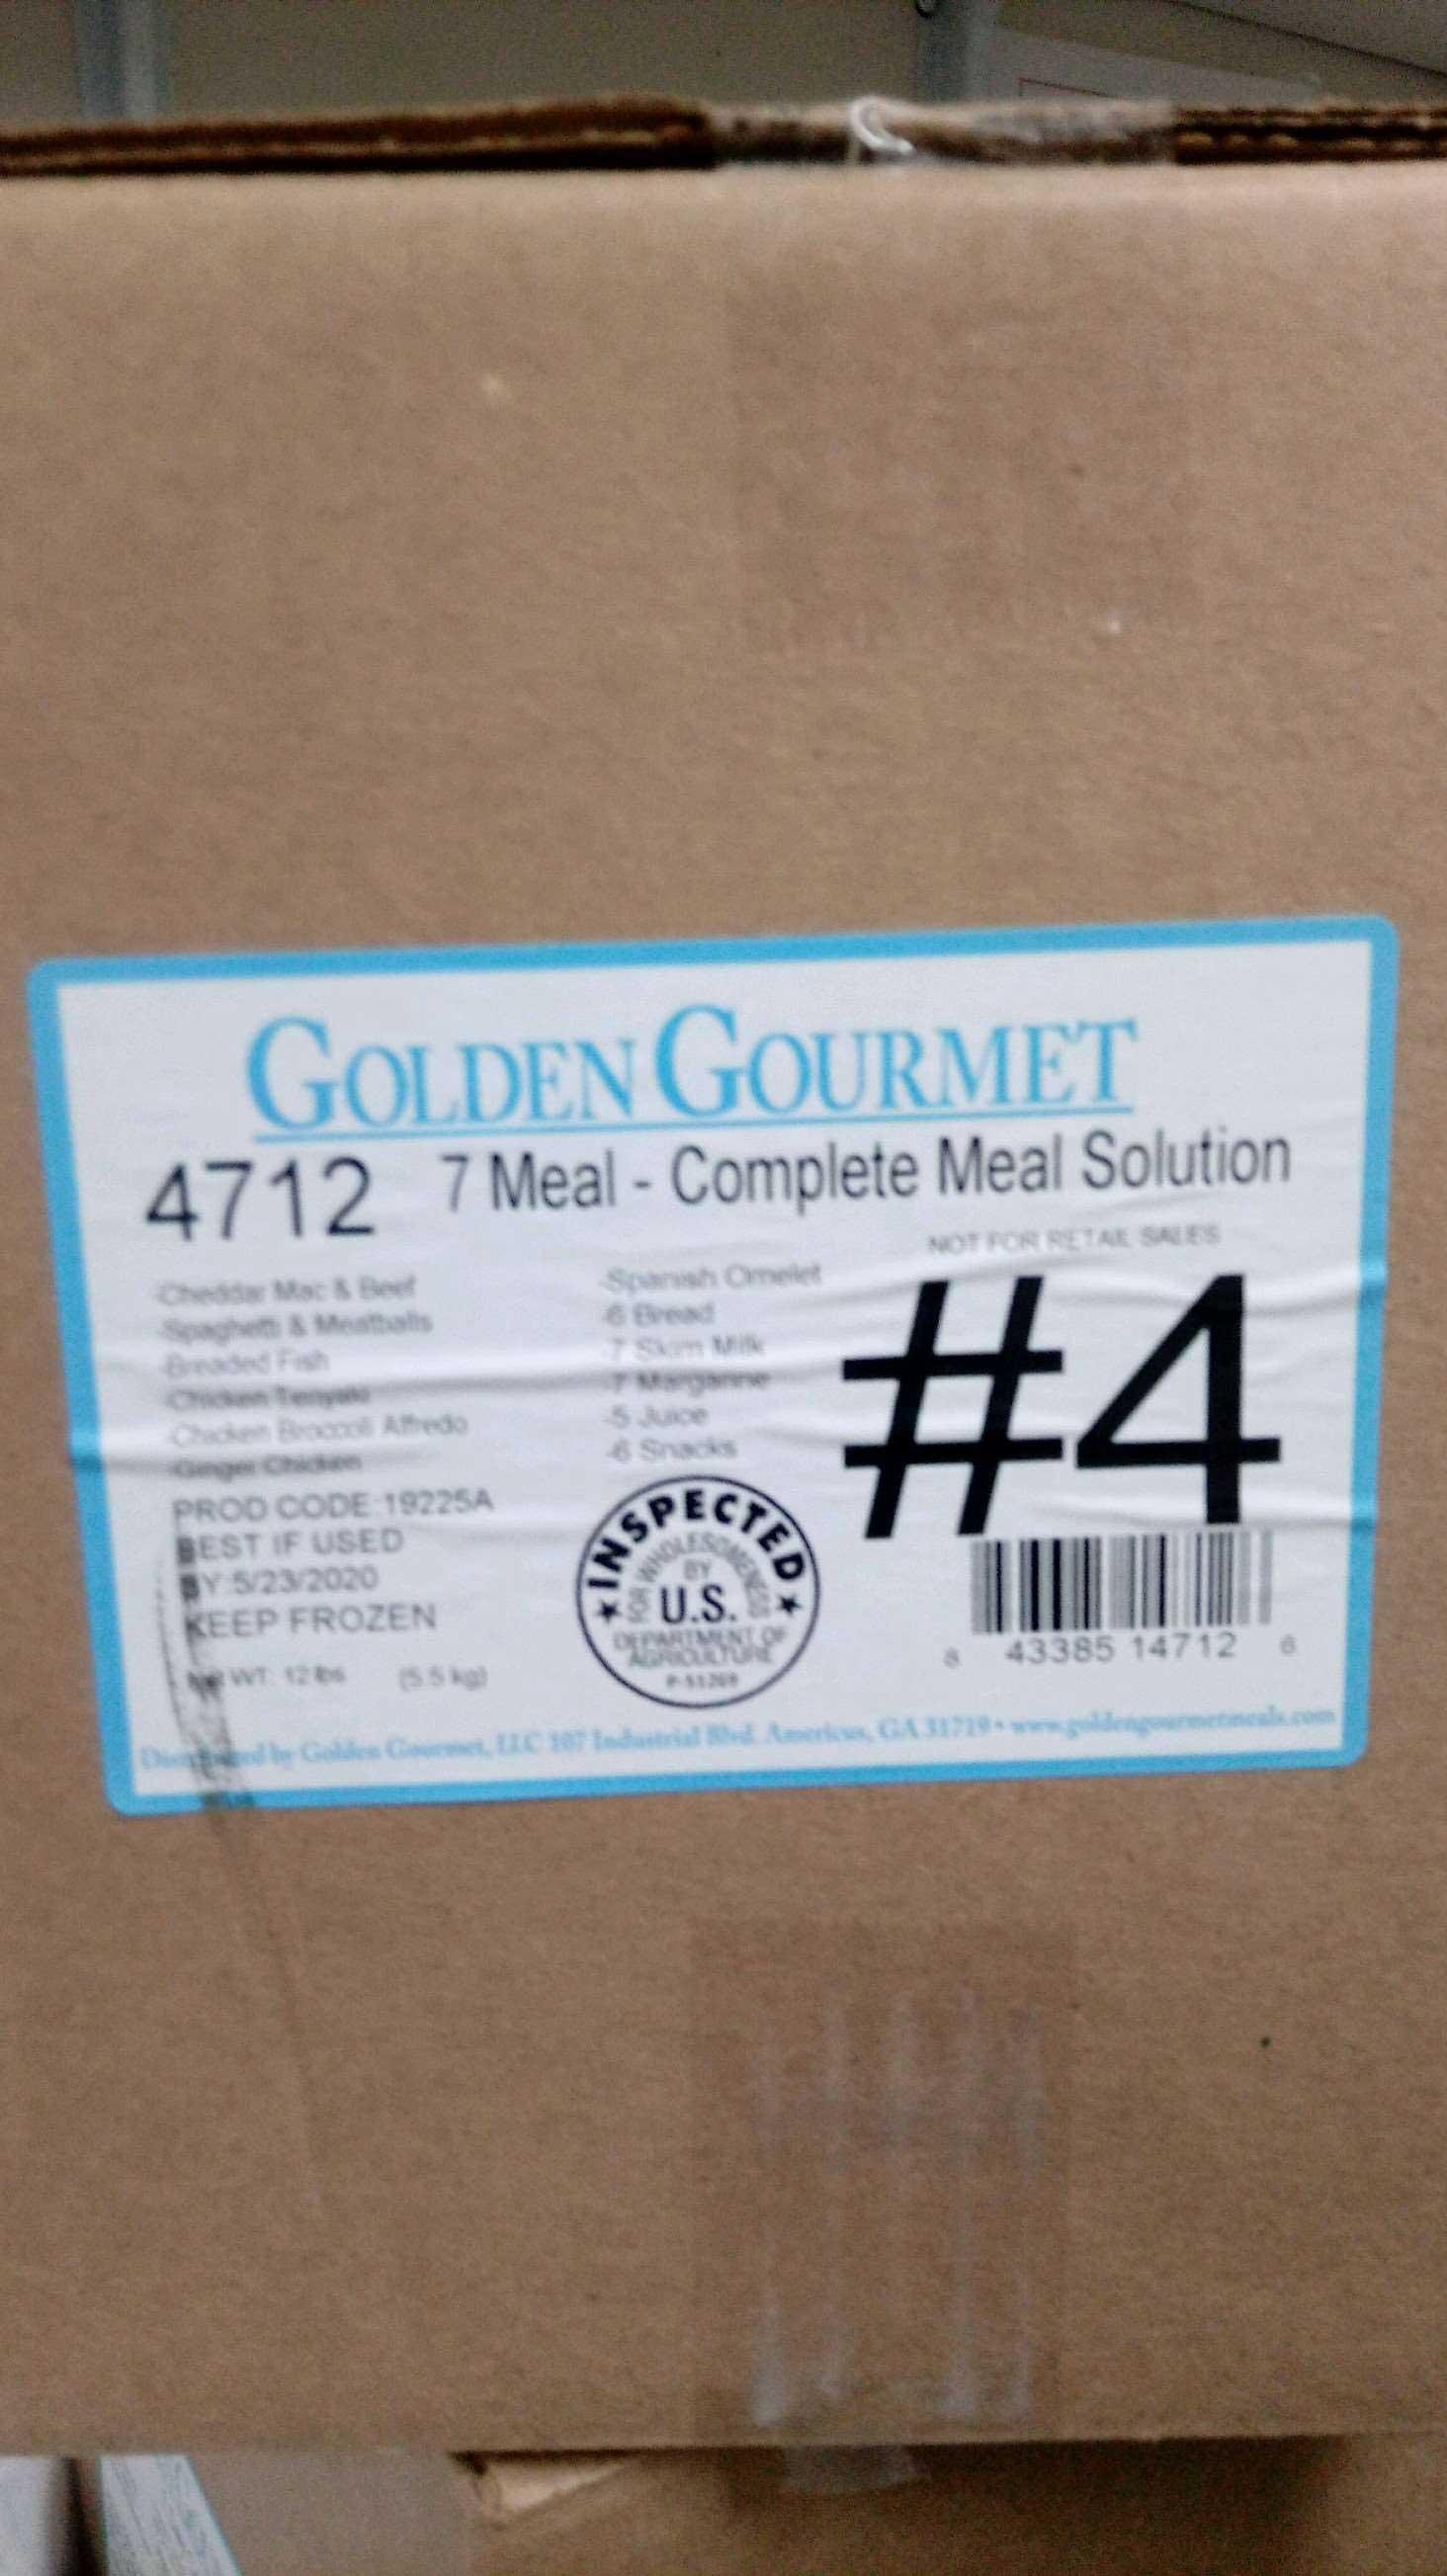 GOLDEN GOURMET
4712 7 Meal - Complete Meal Solution
NOT FOR RETAIL SALES
-Cheddar Mac & Beef
-Spaghetti & Meatballs
-Breaded Fish
-Chicken Teriyaki
-Chicken Broccoli Alfredo
-Ginger Chicken
-Spanish Omelet
-6 Bread
-7 Skim Milk
-7 Margarine
-5 Juice
-6 Snacks
#4
PROD CODE:19225A
BEST IF USED
BY:5/23/2020
KEEP FROZEN
WT. 12 lbs (5.5 kg)
INSPECTED
FOR WHOLESOMENESS
BY
U.S.
DEPARTMENT OF
AGRICULTURE
8 43385 14712 6
Distributed by Golden Gourmet, LLC 107 Industrial Blvd. Americus, GA 31719 • www.goldengourmetmeals.com